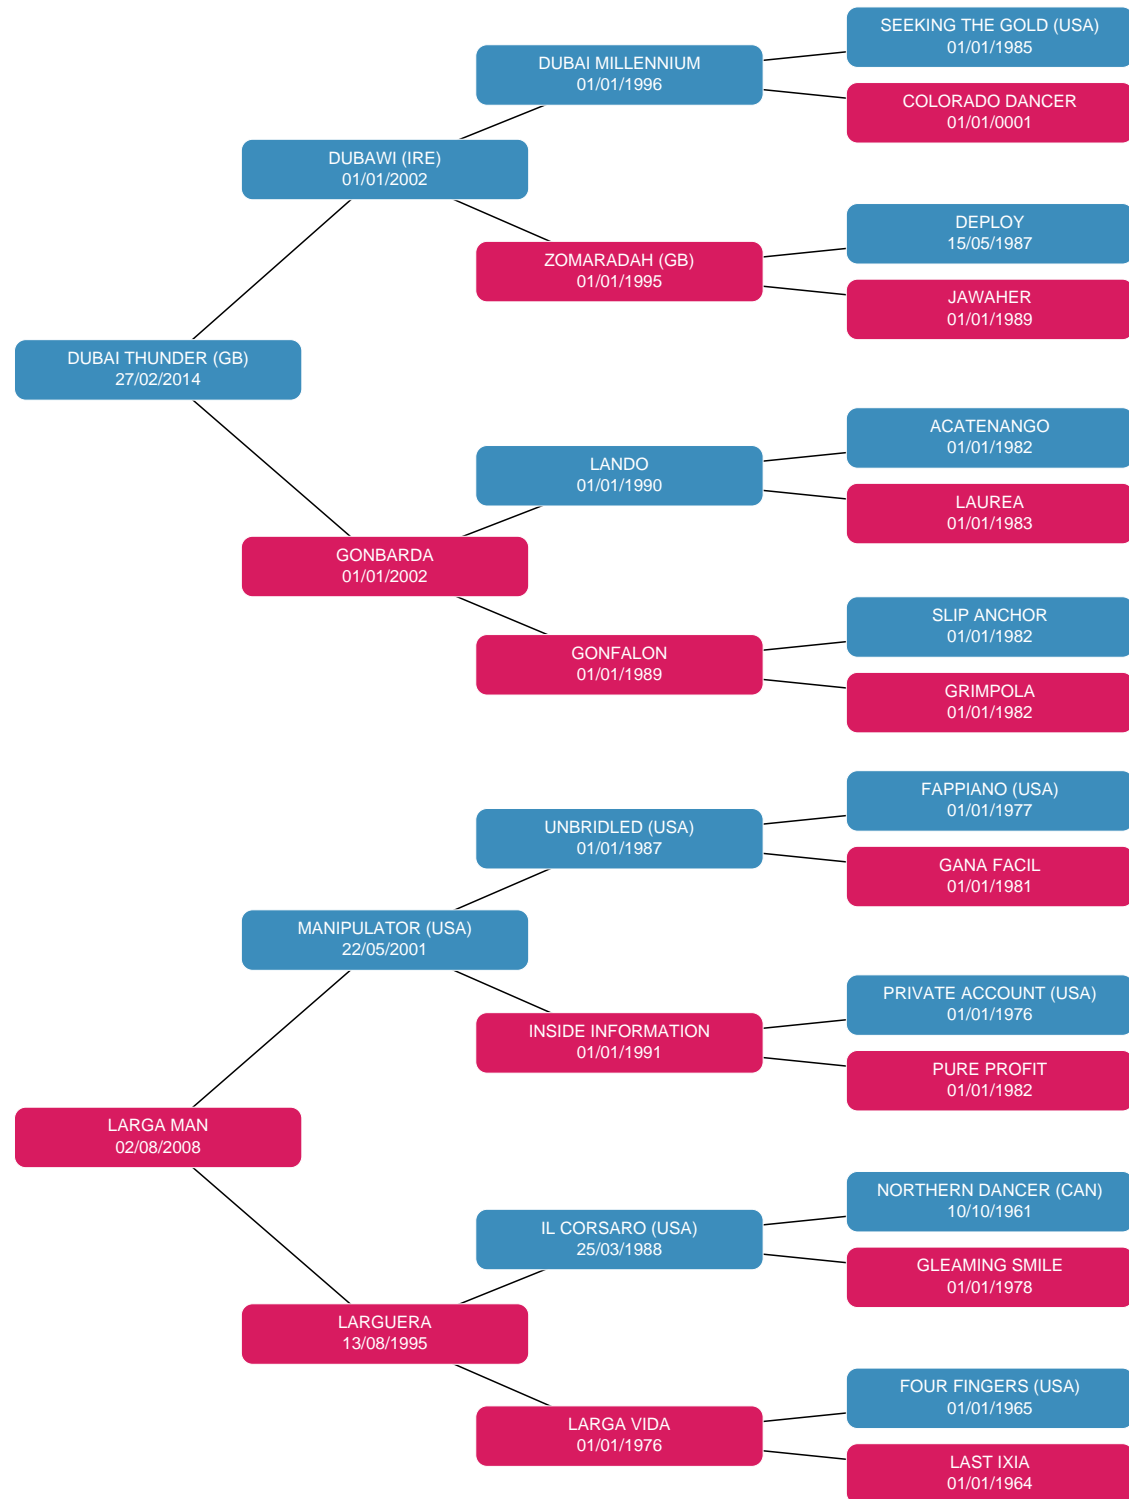 SEEKING THE GOLD (USA)
01/01/1985
DUBAI MILLENNIUM
01/01/1996
COLORADO DANCER
01/01/0001
DUBAWI (IRE)
01/01/2002
DEPLOY
15/05/1987
ZOMARADAH (GB)
01/01/1995
JAWAHER
01/01/1989
DUBAI THUNDER (GB)
27/02/2014
ACATENANGO
01/01/1982
LANDO
01/01/1990
LAUREA
01/01/1983
GONBARDA
01/01/2002
SLIP ANCHOR
01/01/1982
GONFALON
01/01/1989
GRIMPOLA
01/01/1982
FAPPIANO (USA)
01/01/1977
UNBRIDLED (USA)
01/01/1987
GANA FACIL
01/01/1981
MANIPULATOR (USA)
22/05/2001
PRIVATE ACCOUNT (USA)
01/01/1976
INSIDE INFORMATION
01/01/1991
PURE PROFIT
01/01/1982
LARGA MAN
02/08/2008
NORTHERN DANCER (CAN)
10/10/1961
IL CORSARO (USA)
25/03/1988
GLEAMING SMILE
01/01/1978
LARGUERA
13/08/1995
FOUR FINGERS (USA)
01/01/1965
LARGA VIDA
01/01/1976
LAST IXIA
01/01/1964